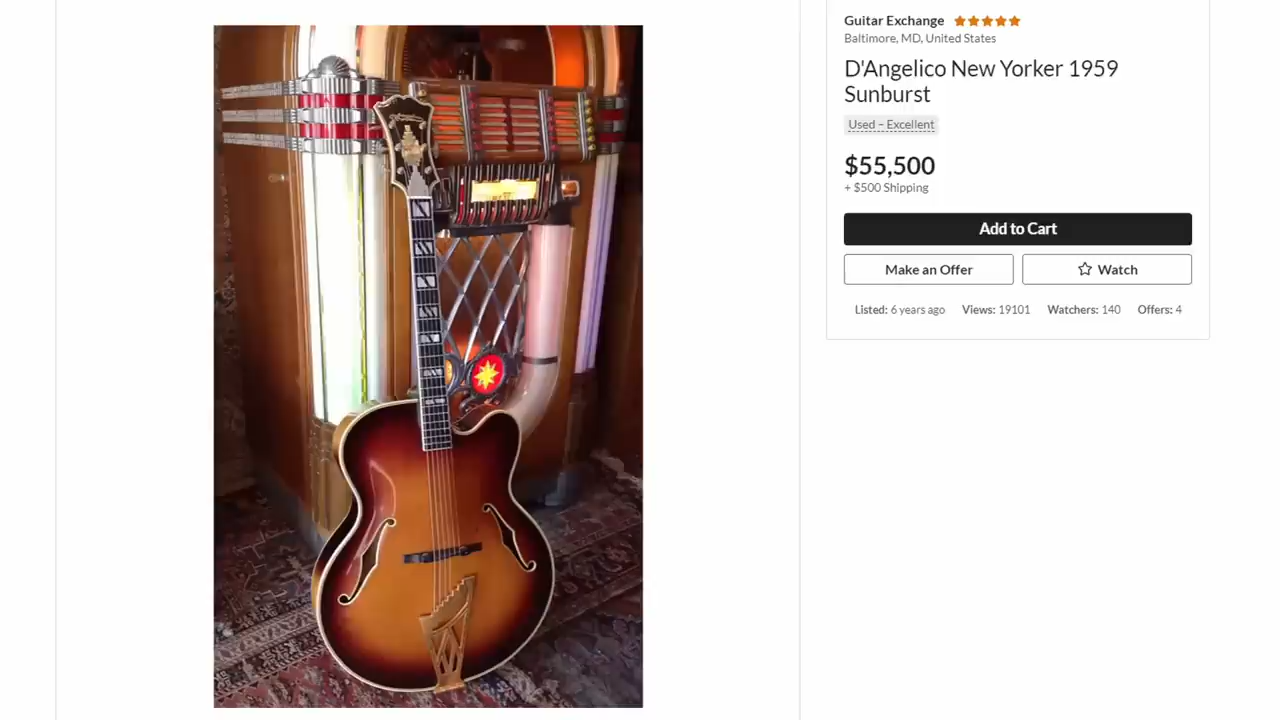 Guitar Exchange
Baltimore, MD, United States
D'Angelico New Yorker 1959
Sunburst
Used – Excellent
$55,500
+ $500 Shipping
Add to Cart
Make an Offer
Watch
Listed: 6 years ago Views: 19101 Watchers: 140 Offers: 4